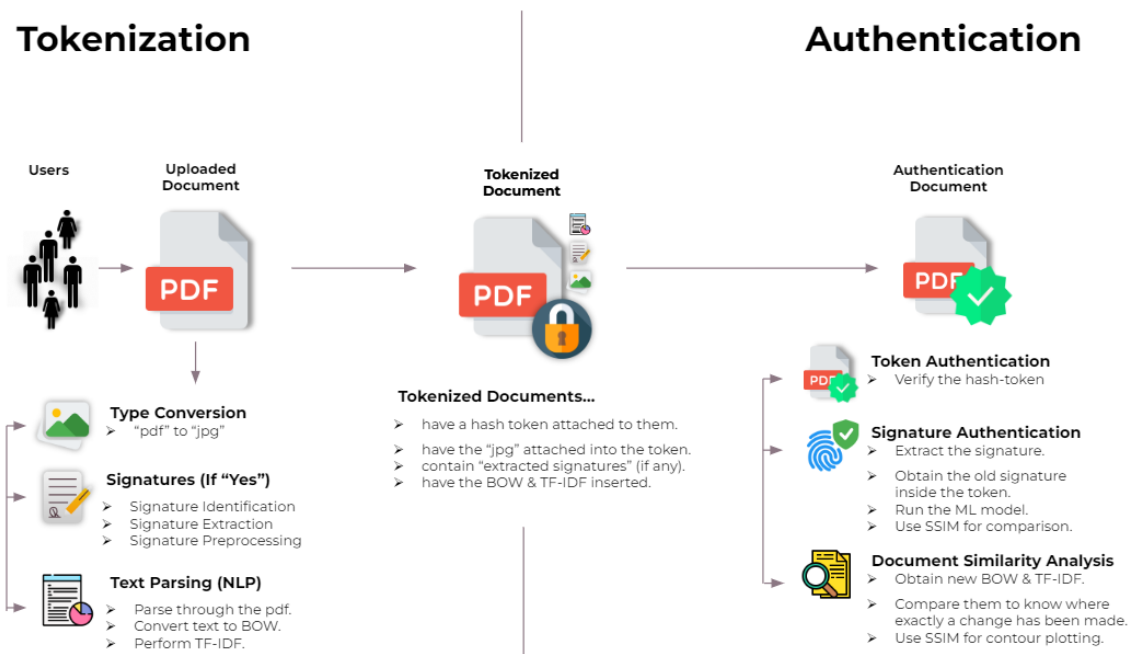 Tokenization
Authentication
Users
Uploaded
Document
Tokenized
Document
Authentication
Document
PDF
PDF
PDF
Type Conversion
➢ “pdf” to “jpg”
Signatures (If “Yes”)
➢ Signature Identification
➢ Signature Extraction
➢ Signature Preprocessing
Text Parsing (NLP)
➢ Parse through the pdf.
➢ Convert text to BOW.
➢ Perform TF-IDF.
Tokenized Documents...
➢ have a hash token attached to them.
➢ have the “jpg” attached into the token.
➢ contain “extracted signatures” (if any).
➢ have the BOW & TF-IDF inserted.
PDF
Token Authentication
➢ Verify the hash-token
Signature Authentication
➢ Extract the signature.
➢ Obtain the old signature
inside the token.
➢ Run the ML model.
➢ Use SSIM for comparison.
Document Similarity Analysis
➢ Obtain new BOW & TF-IDF.
➢ Compare them to know where
exactly a change has been made.
➢ Use SSIM for contour plotting.